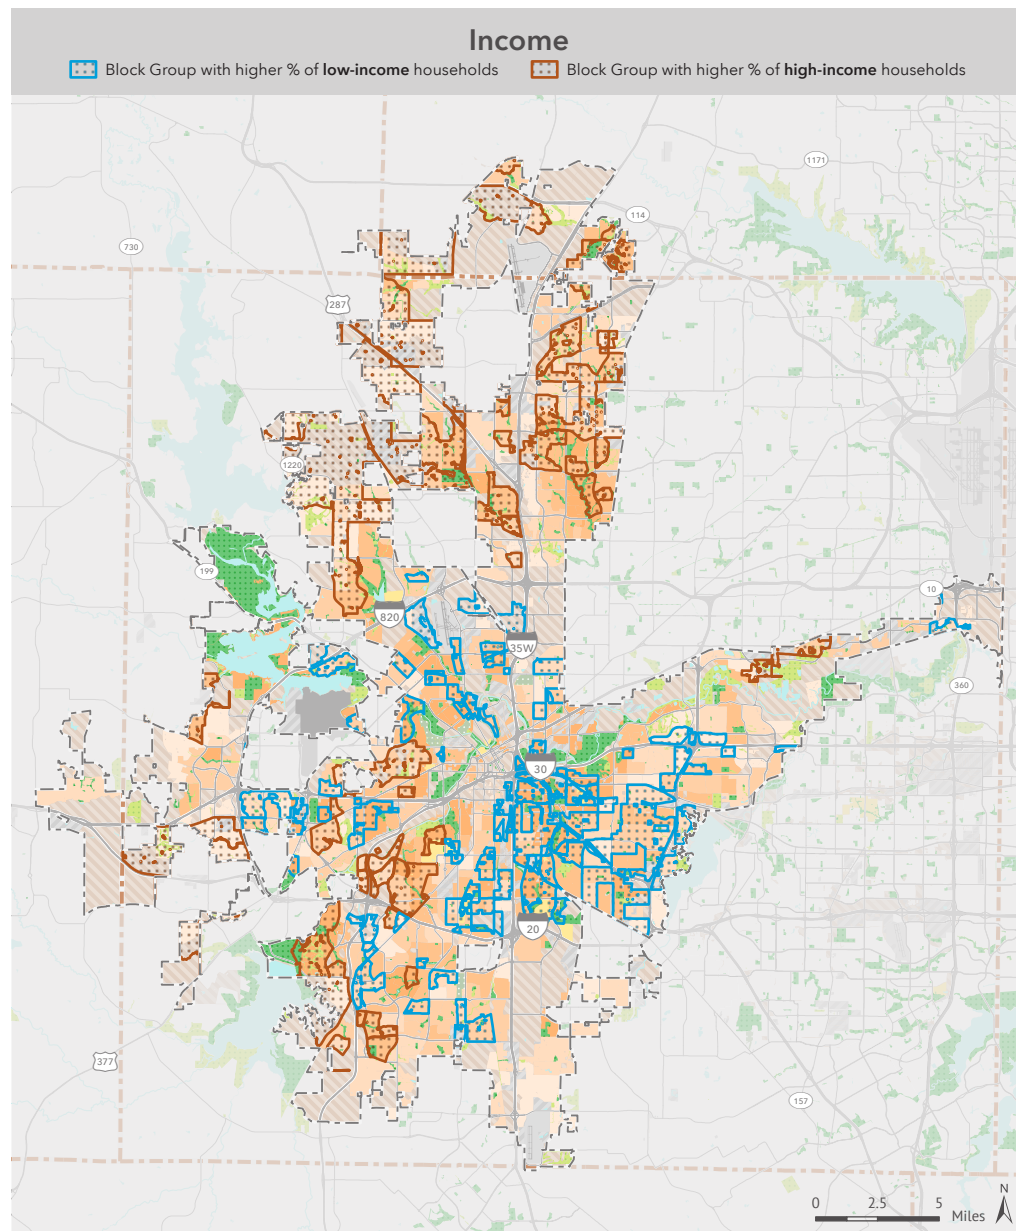 Income
Block Group with higher % of low-income households
Block Group with higher % of high-income households
1171
114
730
287
1220
199
820
35W
10
360
30
20
377
157
0 2.5 5 Miles
N